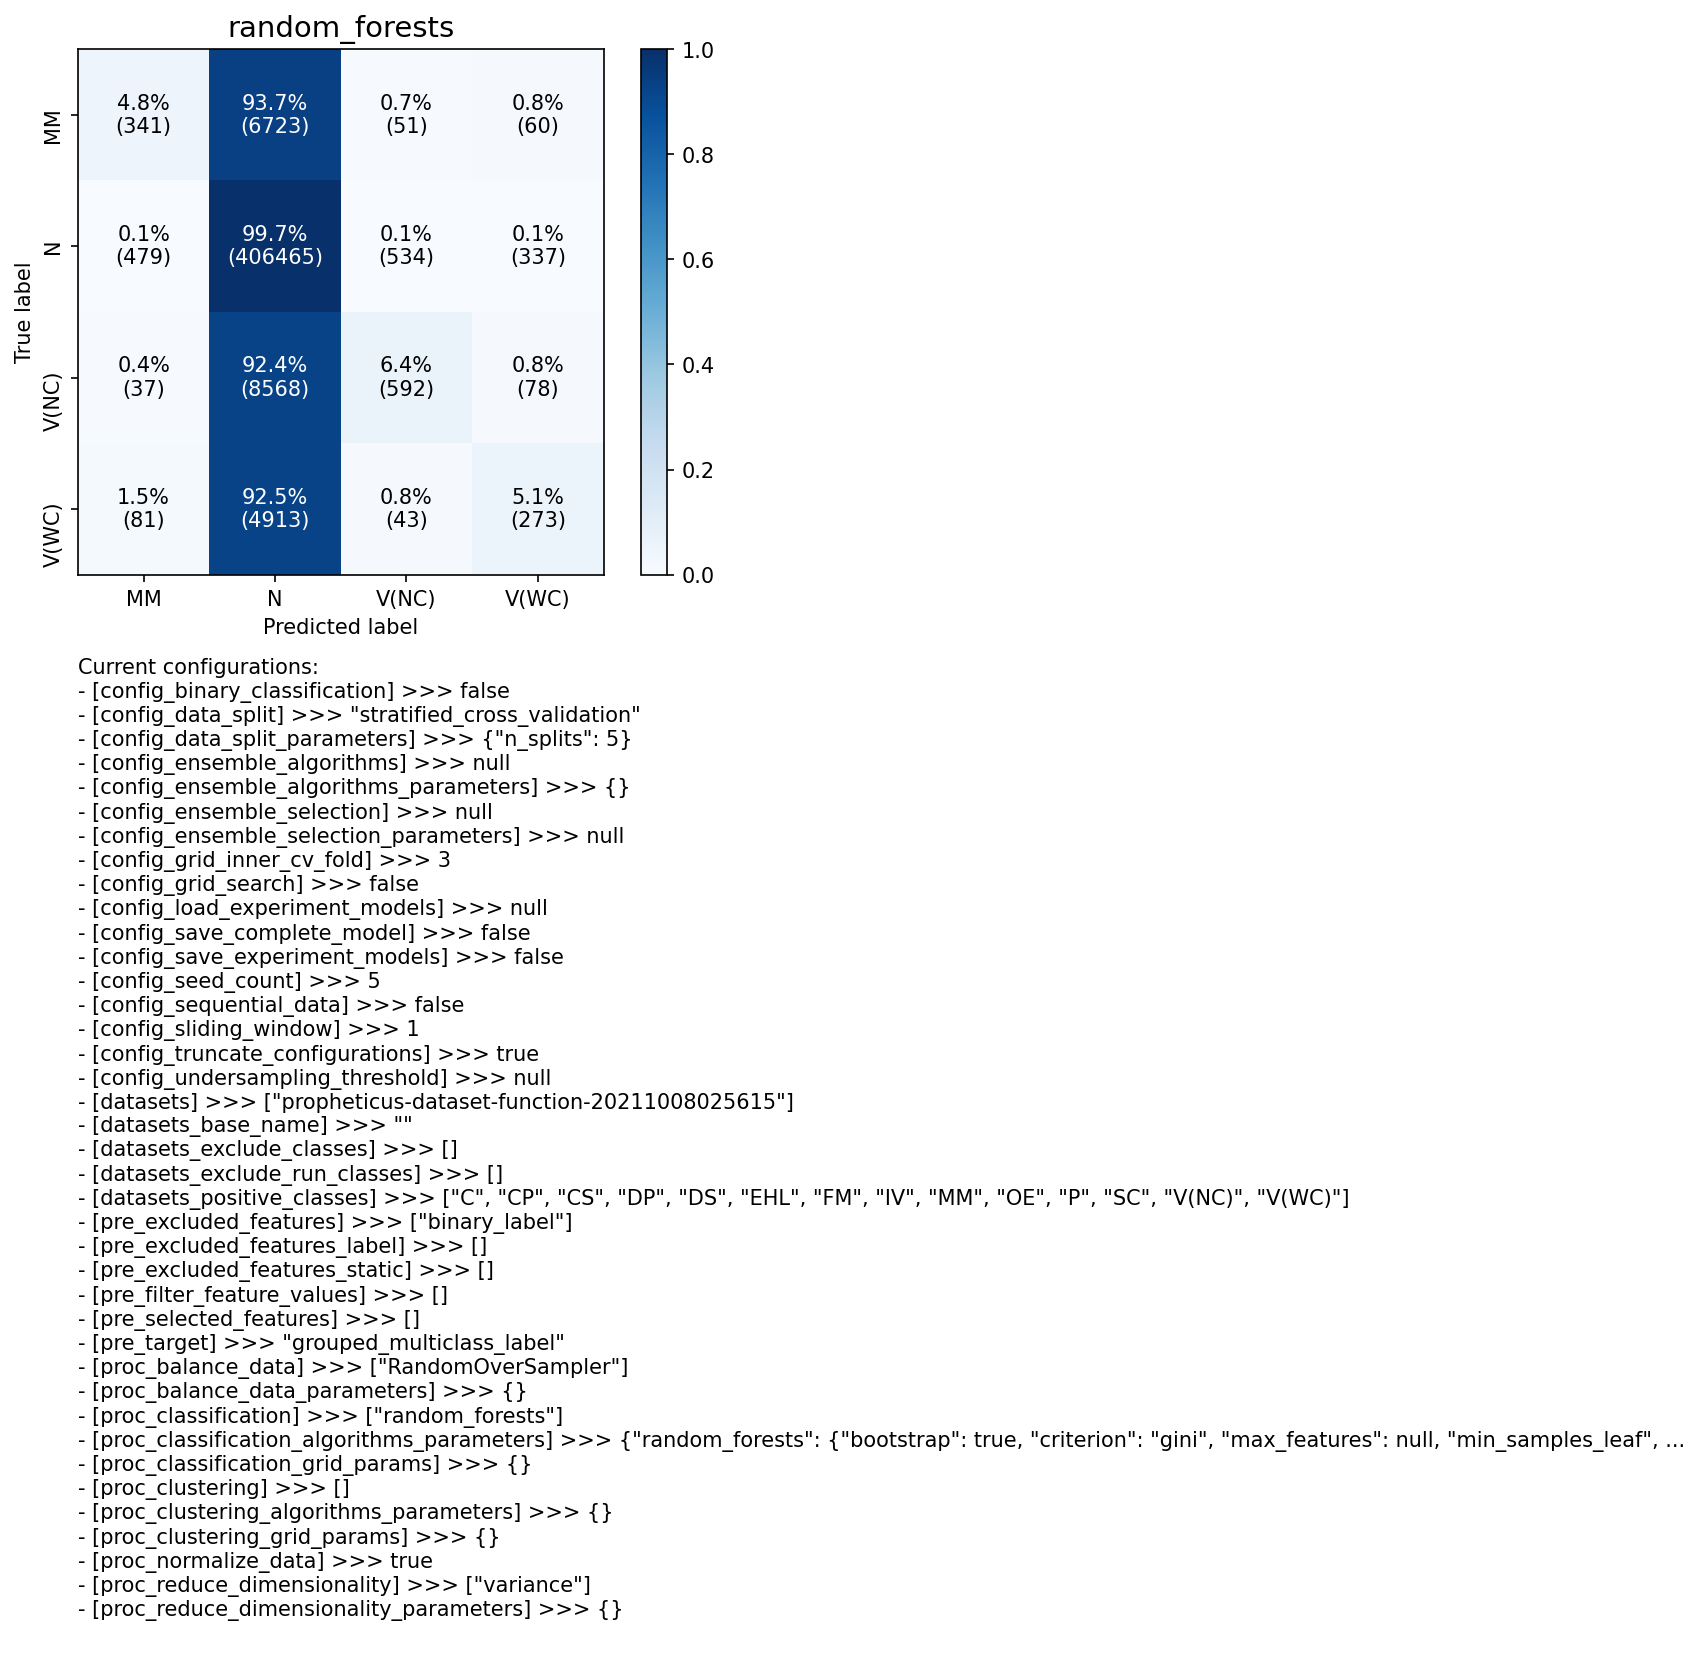 random_forests
4.8% 93.7% 0.7% 0.8%
(341) (6723) (51) (60)
0.1% 99.7% 0.1% 0.1%
(479) (406465) (534) (337)
0.4% 92.4% 6.4% 0.8%
(37) (8568) (592) (78)
1.5% 92.5% 0.8% 5.1%
(81) (4913) (43) (273)
True label
MM
N
V(NC)
V(WC)
MM N V(NC) V(WC)
Predicted label
1.0
0.8
0.6
0.4
0.2
0.0
Current configurations:
- [config_binary_classification] >>> false
- [config_data_split] >>> "stratified_cross_validation"
- [config_data_split_parameters] >>> {"n_splits": 5}
- [config_ensemble_algorithms] >>> null
- [config_ensemble_algorithms_parameters] >>> {}
- [config_ensemble_selection] >>> null
- [config_ensemble_selection_parameters] >>> null
- [config_grid_inner_cv_fold] >>> 3
- [config_grid_search] >>> false
- [config_load_experiment_models] >>> null
- [config_save_complete_model] >>> false
- [config_save_experiment_models] >>> false
- [config_seed_count] >>> 5
- [config_sequential_data] >>> false
- [config_sliding_window] >>> 1
- [config_truncate_configurations] >>> true
- [config_undersampling_threshold] >>> null
- [datasets] >>> ["propheticus-dataset-function-20211008025615"]
- [datasets_base_name] >>> ""
- [datasets_exclude_classes] >>> []
- [datasets_exclude_run_classes] >>> []
- [datasets_positive_classes] >>> ["C", "CP", "CS", "DP", "DS", "EHL", "FM", "IV", "MM", "OE", "P", "SC", "V(NC)", "V(WC)"]
- [pre_excluded_features] >>> ["binary_label"]
- [pre_excluded_features_label] >>> []
- [pre_excluded_features_static] >>> []
- [pre_filter_feature_values] >>> []
- [pre_selected_features] >>> []
- [pre_target] >>> "grouped_multiclass_label"
- [proc_balance_data] >>> ["RandomOverSampler"]
- [proc_balance_data_parameters] >>> {}
- [proc_classification] >>> ["random_forests"]
- [proc_classification_algorithms_parameters] >>> {"random_forests": {"bootstrap": true, "criterion": "gini", "max_features": null, "min_samples_leaf", ...
- [proc_classification_grid_params] >>> {}
- [proc_clustering] >>> []
- [proc_clustering_algorithms_parameters] >>> {}
- [proc_clustering_grid_params] >>> {}
- [proc_normalize_data] >>> true
- [proc_reduce_dimensionality] >>> ["variance"]
- [proc_reduce_dimensionality_parameters] >>> {}